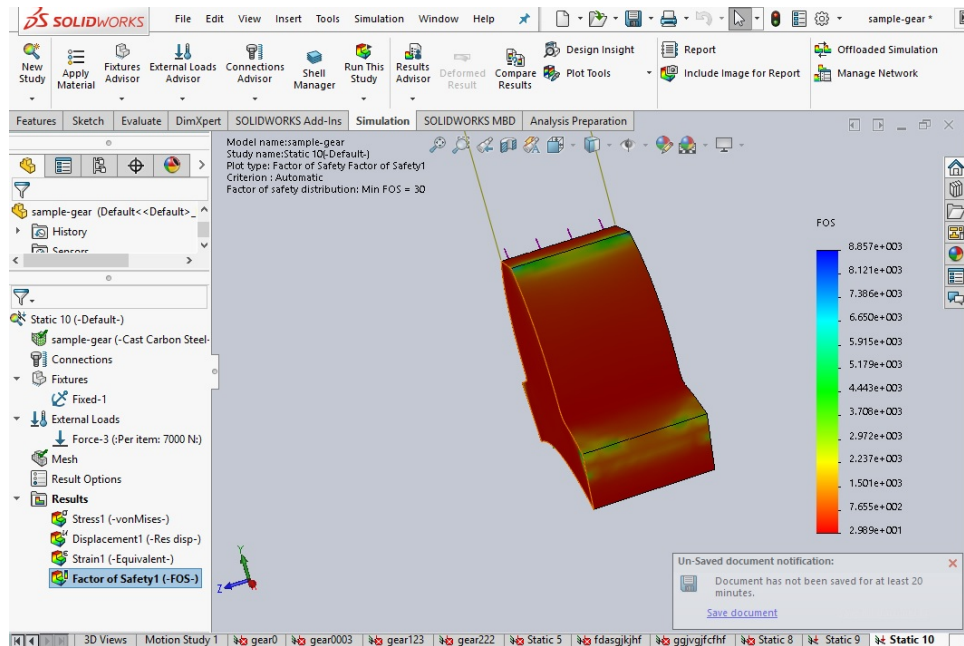 SOLIDWORKS File Edit View Insert Tools Simulation Window Help sample-gear *
New Study
Apply Material
Fixtures Advisor
External Loads Advisor
Connections Advisor
Shell Manager
Run This Study
Results Advisor
Deformed Result
Compare Results
Design Insight
Plot Tools
Report
Include Image for Report
Offloaded Simulation
Manage Network
Features Sketch Evaluate DimXpert SOLIDWORKS Add-Ins Simulation SOLIDWORKS MBD Analysis Preparation
Model name:sample-gear
Study name:Static 10(-Default-)
Plot type: Factor of Safety Factor of Safety1
Criterion : Automatic
Factor of safety distribution: Min FOS = 30
sample-gear (Default<<Default>_
History
Sensors
Static 10 (-Default-)
sample-gear (-Cast Carbon Steel-
Connections
Fixtures
Fixed-1
External Loads
Force-3 (:Per item: 7000 N:)
Mesh
Result Options
Results
Stress1 (-vonMises-)
Displacement1 (-Res disp-)
Strain1 (-Equivalent-)
Factor of Safety1 (-FOS-)
Y
Z
FOS
8.857e+003
8.121e+003
7.386e+003
6.650e+003
5.915e+003
5.179e+003
4.443e+003
3.708e+003
2.972e+003
2.237e+003
1.501e+003
7.655e+002
2.989e+001
Un-Saved document notification:
Document has not been saved for at least 20
minutes.
Save document
3D Views Motion Study 1 gear0 gear0003 gear123 gear222 Static 5 fdasgjkjhf ggjvgjfcfhf Static 8 Static 9 Static 10